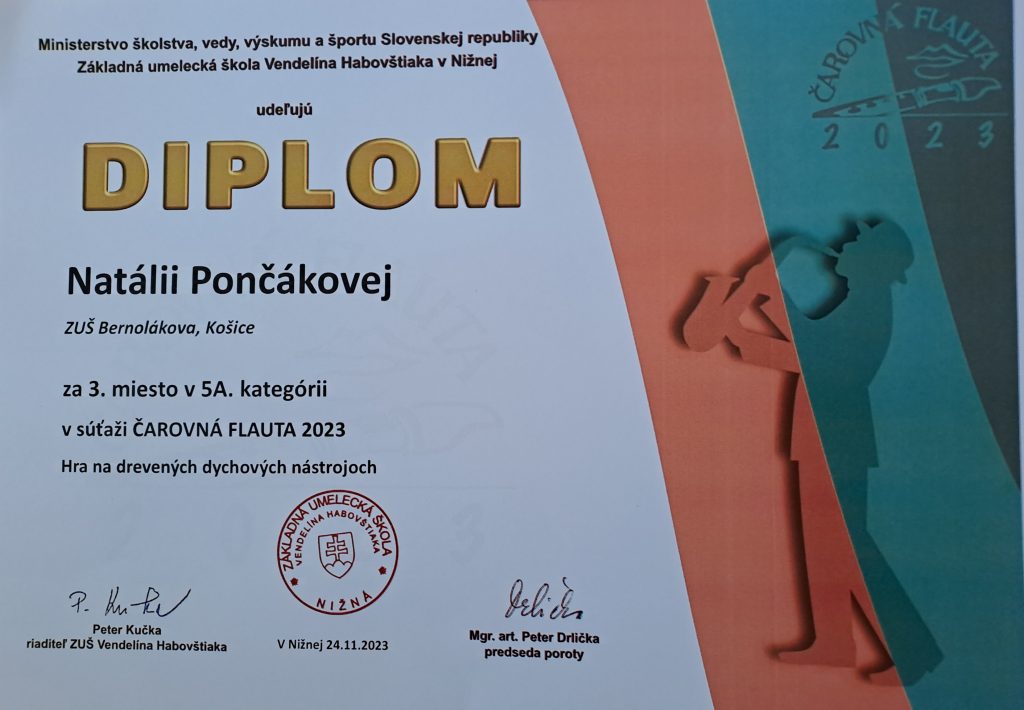 Ministerstvo školstva, vedy, výskumu a športu Slovenskej republiky
Základná umelecká škola Vendelína Habovštiaka v Nižnej
udeľujú
DIPLOM
Natálii Pončákovej
ZUŠ Bernolákova, Košice
za 3. miesto v 5A. kategórii
v súťaži ČAROVNÁ FLAUTA 2023
Hra na drevených dychových nástrojoch
ZÁKLADNÁ UMELECKÁ ŠKOLA
VENDELÍNA HABOVŠTIAKA
NIŽNÁ
Peter Kučka
riaditeľ ZUŠ Vendelína Habovštiaka
V Nižnej 24.11.2023
Mgr. art. Peter Drlička
predseda poroty
ČAROVNÁ FLAUTA
2023